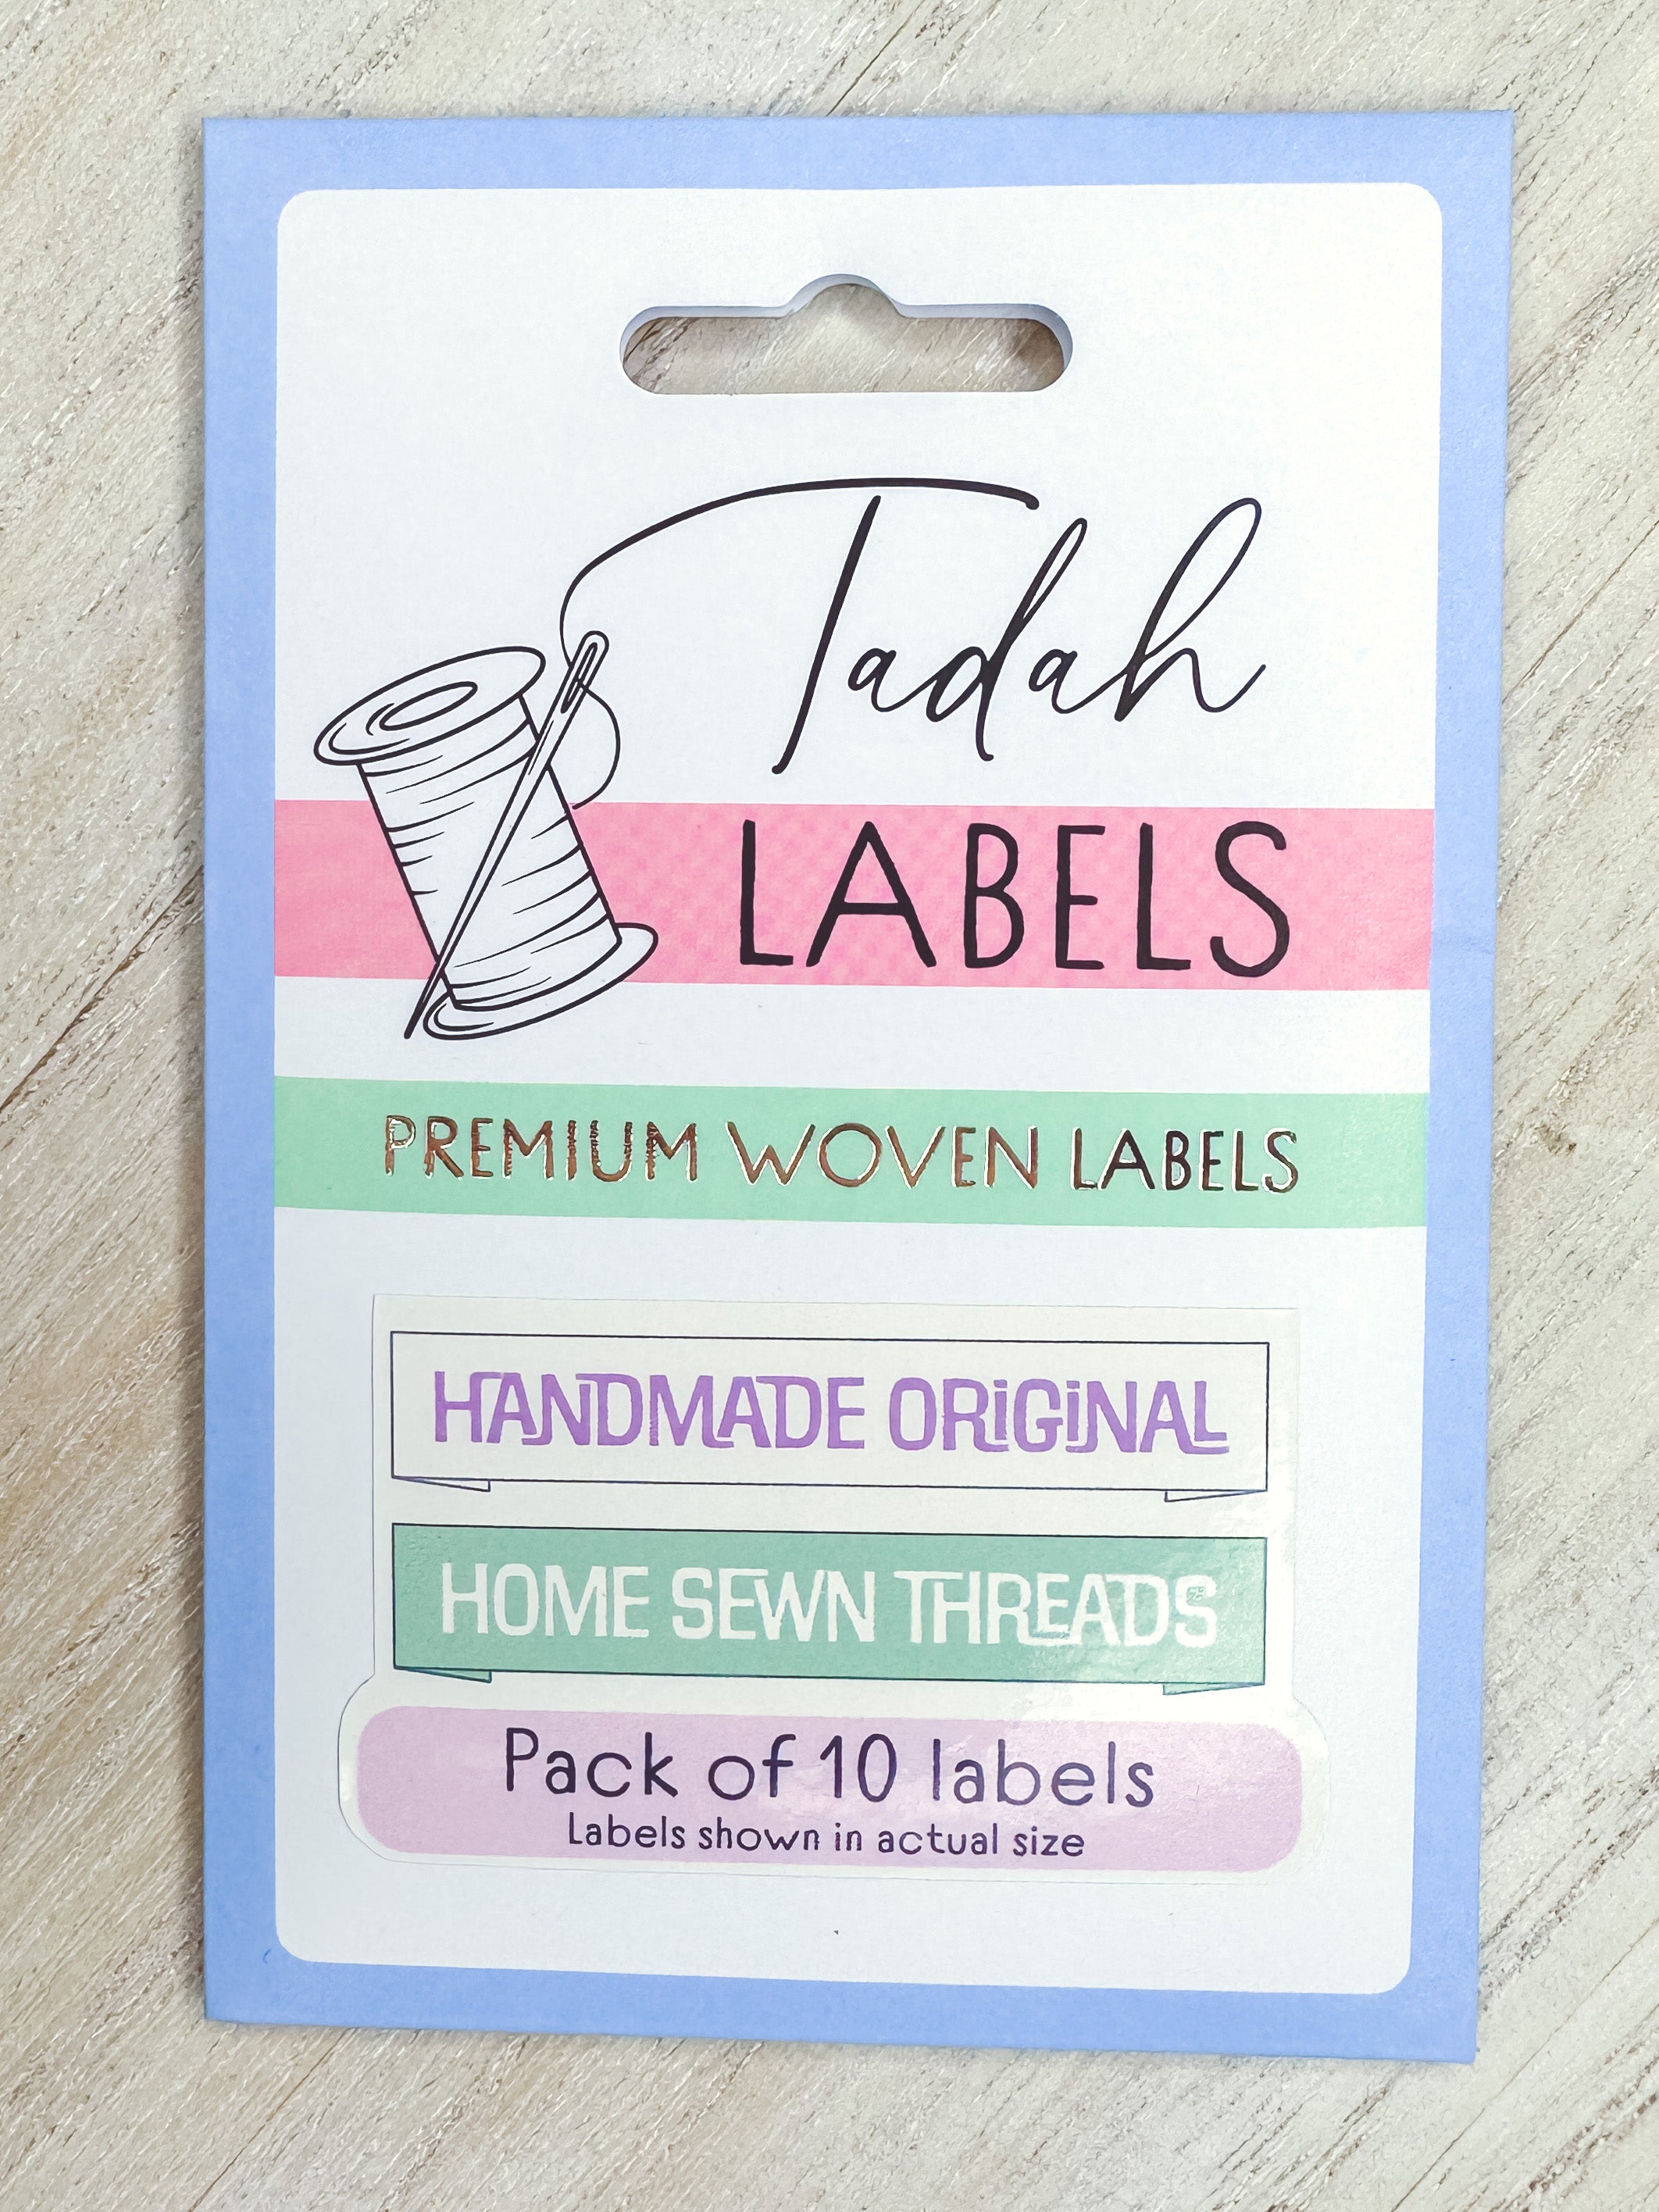 Tadah
LABELS
PREMIUM WOVEN LABELS
HANDMADE ORiGiNAL
HOME SEWN THREADS
Pack of 10 labels
Labels shown in actual size